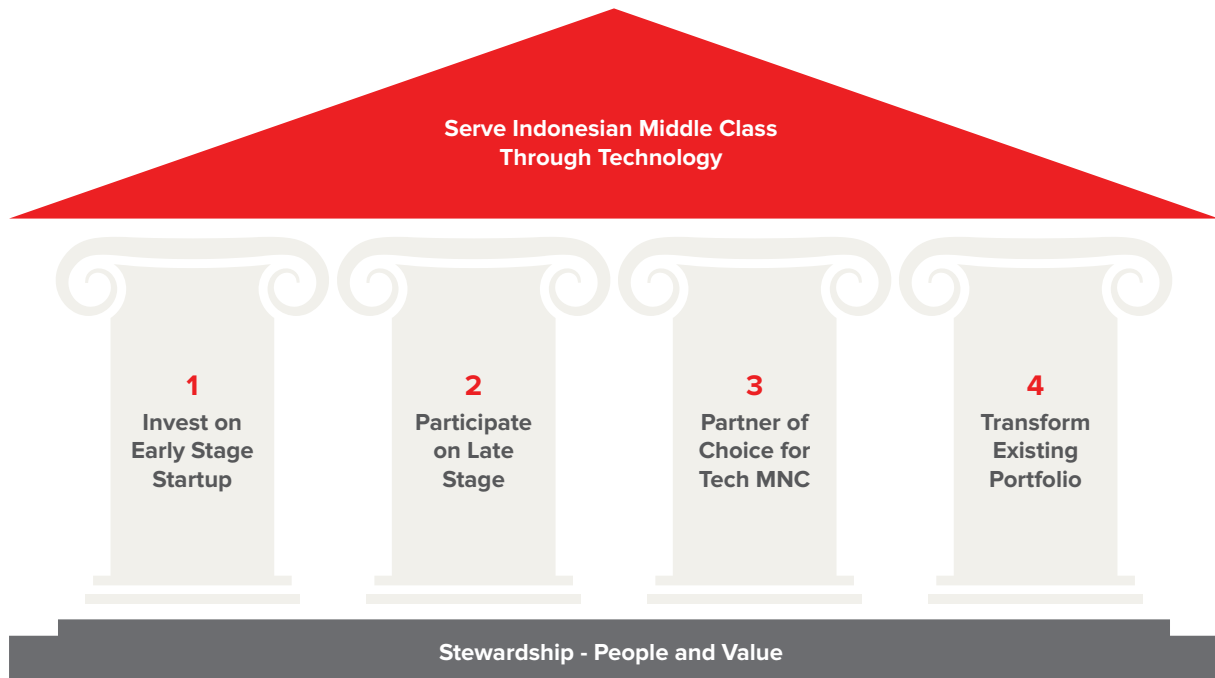 Serve Indonesian Middle Class
Through Technology
1
Invest on
Early Stage
Startup
2
Participate
on Late
Stage
3
Partner of
Choice for
Tech MNC
4
Transform
Existing
Portfolio
Stewardship - People and Value